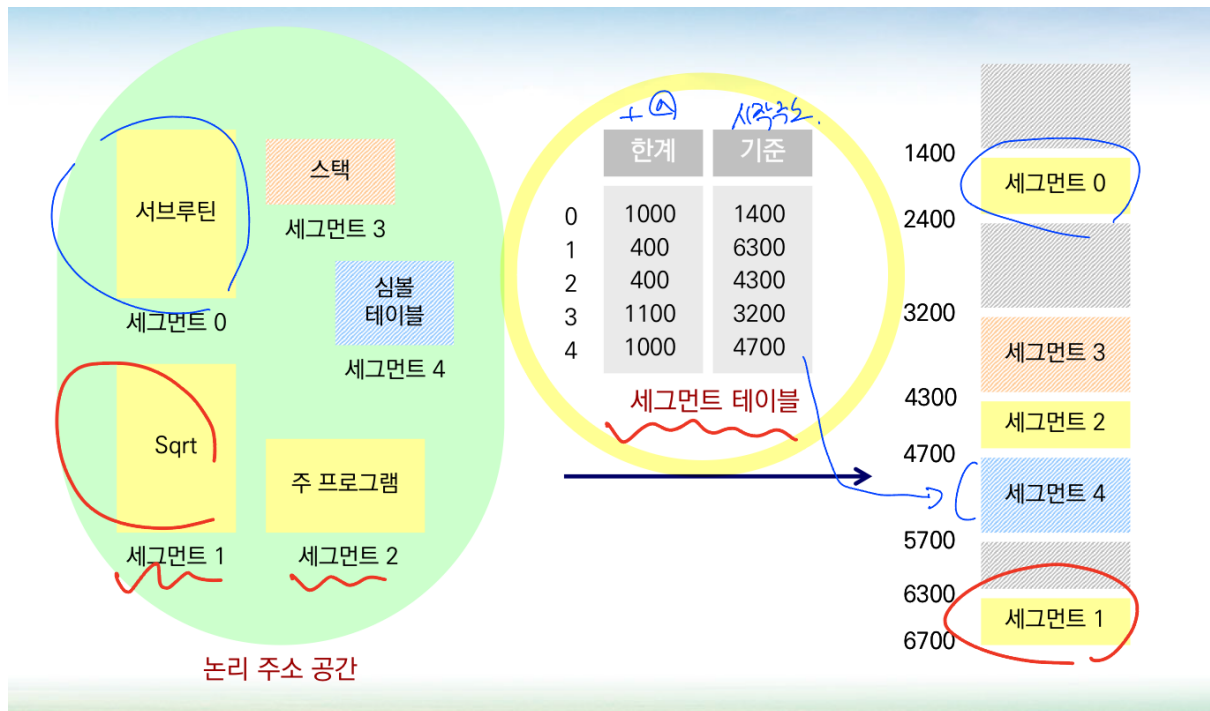 서브루틴
세그먼트 0
스택
세그먼트 3
심볼
테이블
세그먼트 4
Sqrt
세그먼트 1
주 프로그램
세그먼트 2
논리 주소 공간
+ a 시작주소.
한계 기준
0 1000 1400
1 400 6300
2 400 4300
3 1100 3200
4 1000 4700
세그먼트 테이블
1400
세그먼트 0
2400
3200
세그먼트 3
4300
세그먼트 2
4700
세그먼트 4
5700
6300
세그먼트 1
6700